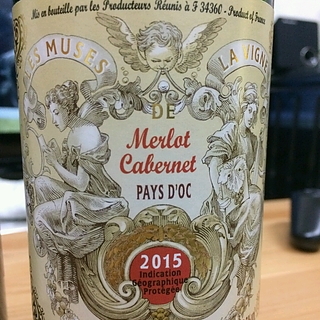 Mis en bouteille par les Producteurs Réunis à F 34360 - Product of France
LES MUSES
DE
LA VIGNE
Merlot
Cabernet
PAYS D'OC
2015
Indication
Géographique
Protégée